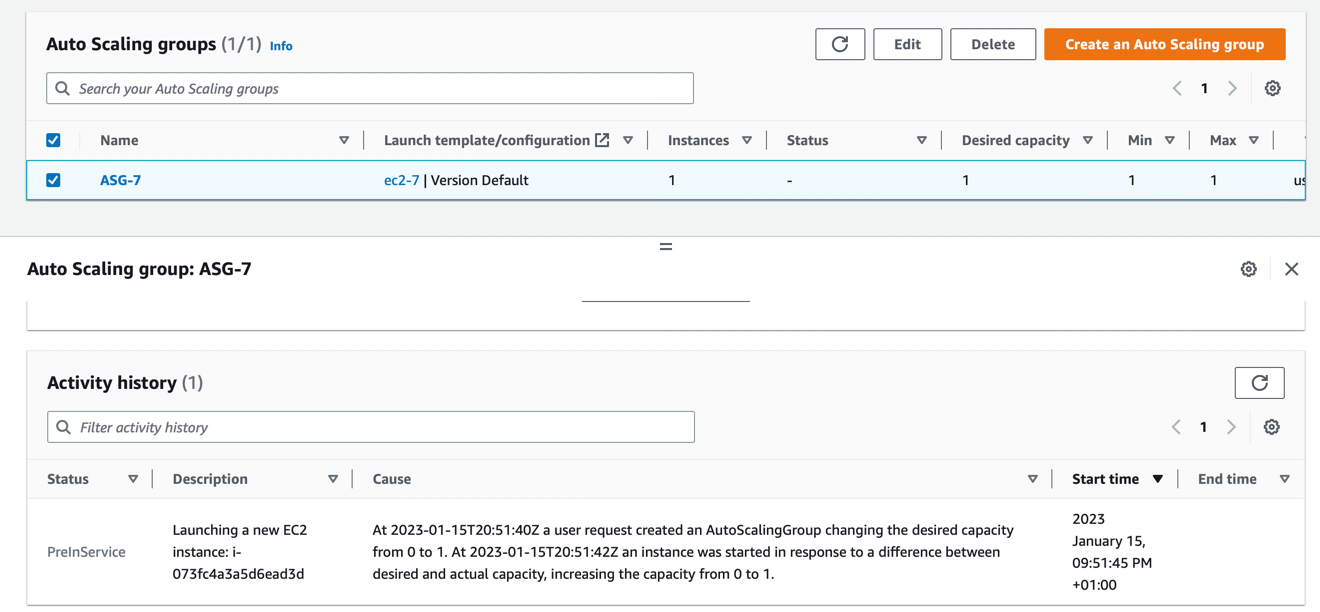 Auto Scaling groups (1/1) Info
Edit
Delete
Create an Auto Scaling group
Search your Auto Scaling groups
1
Name Launch template/configuration Instances Status Desired capacity Min Max
ASG-7 ec2-7 | Version Default 1 - 1 1 1 us
Auto Scaling group: ASG-7
Activity history (1)
Filter activity history
1
Status Description Cause Start time End time
PreInService
Launching a new EC2
instance: i-
073fc4a3a5d6ead3d
At 2023-01-15T20:51:40Z a user request created an AutoScalingGroup changing the desired capacity
from 0 to 1. At 2023-01-15T20:51:42Z an instance was started in response to a difference between
desired and actual capacity, increasing the capacity from 0 to 1.
2023
January 15,
09:51:45 PM
+01:00